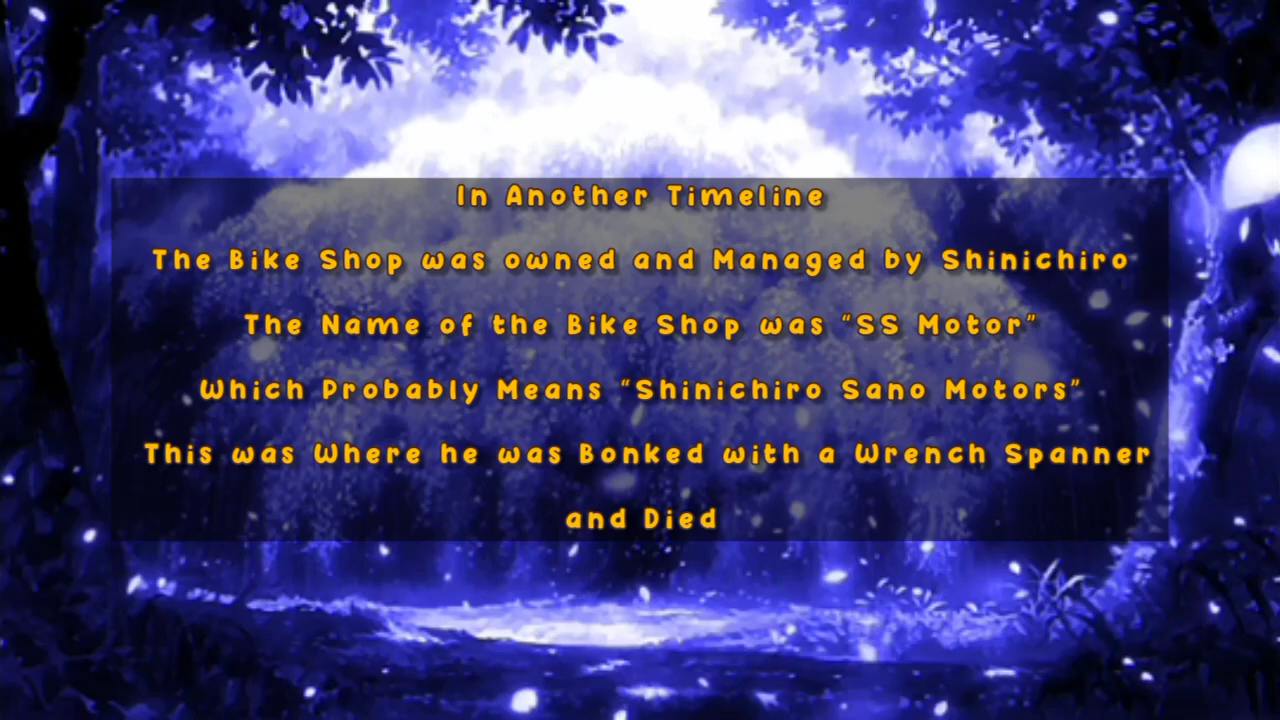 In Another Timeline
The Bike Shop was owned and Managed by Shinichiro
The Name of the Bike Shop was "SS Motor"
Which Probably Means "Shinichiro Sano Motors"
This was Where he was Bonked with a Wrench Spanner
and Died